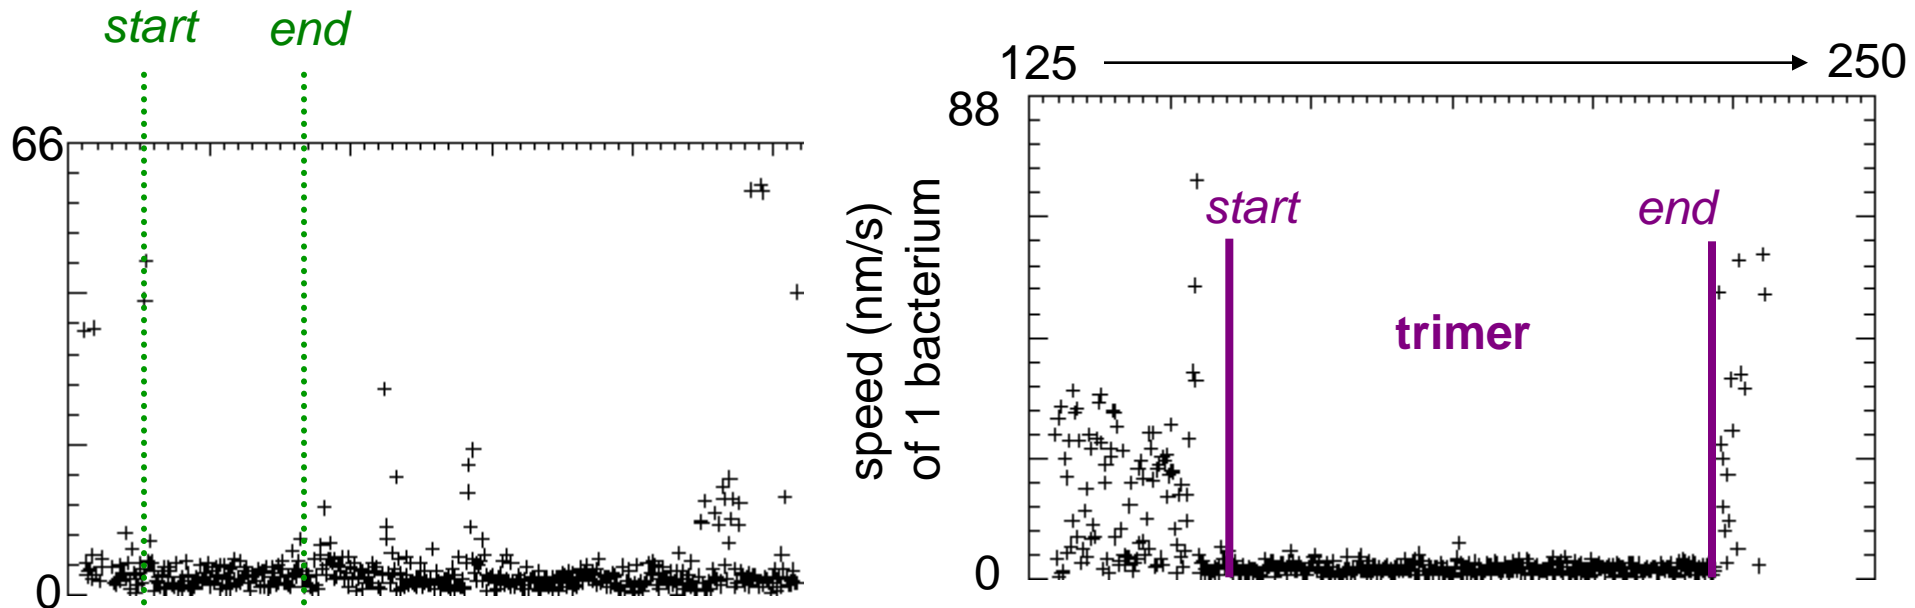 start end
66
0
speed (nm/s)
of 1 bacterium
125 250
88
start end
trimer
0